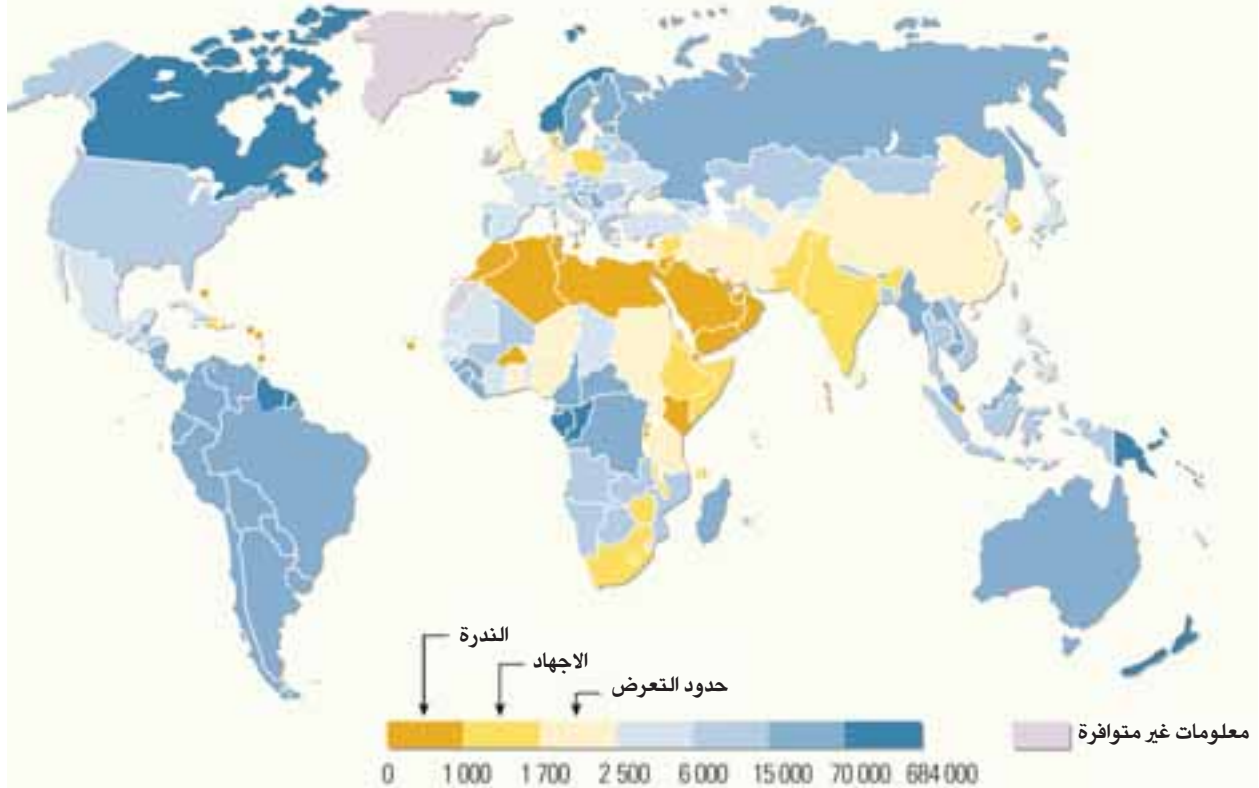 الندرة
الاجهاد
حدود التعرض
معلومات غير متوافرة
0 1 000 1 700 2 500 6 000 15 000 70 000 684 000